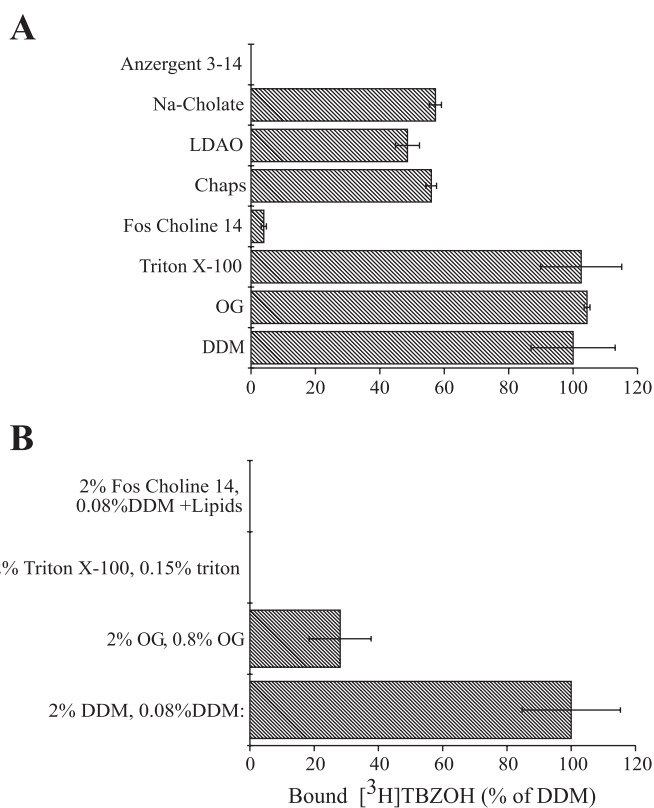 A
Anzergent 3-14
Na-Cholate
LDAO
Chaps
Fos Choline 14
Triton X-100
OG
DDM
0 20 40 60 80 100 120
B
2% Fos Choline 14,
0.08%DDM +Lipids
% Triton X-100, 0.15% triton
2% OG, 0.8% OG
2% DDM, 0.08%DDM:
0 20 40 60 80 100 120
Bound [³H]TBZOH (% of DDM)